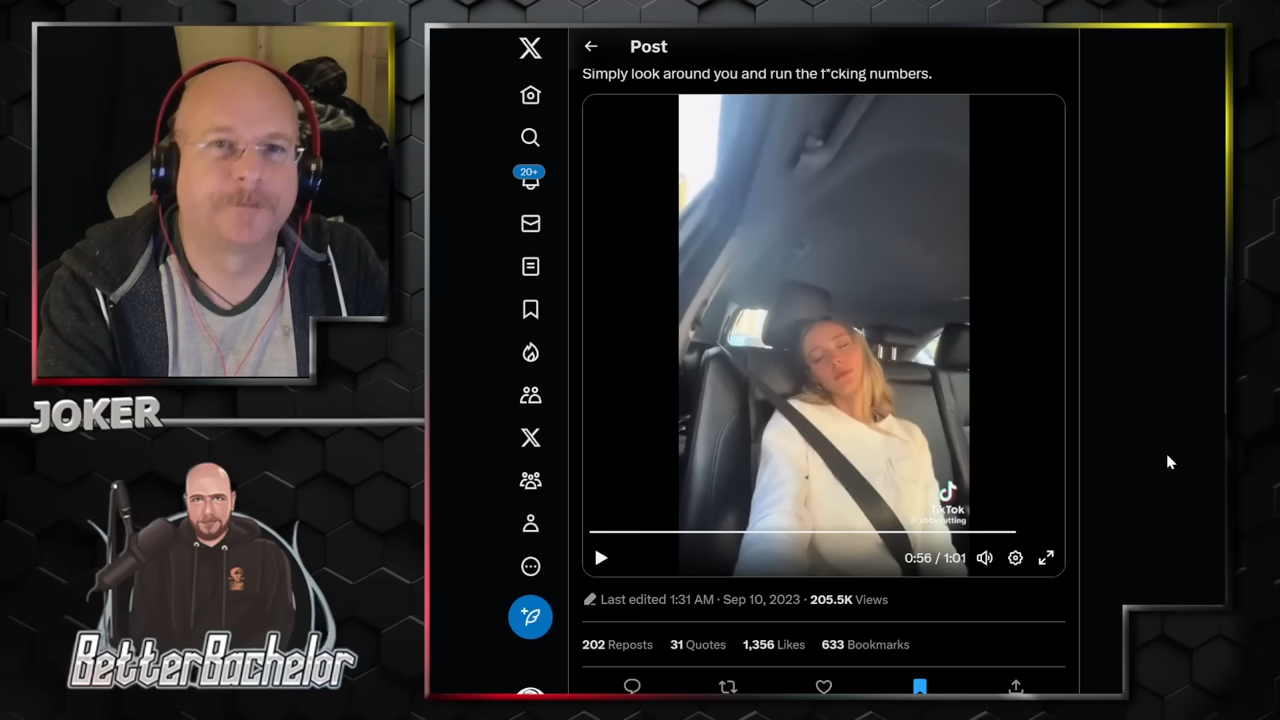 Post
Simply look around you and run the f*cking numbers.
20+
TikTok
0:56 / 1:01
Last edited 1:31 AM · Sep 10, 2023 · 205.5K Views
202 Reposts 31 Quotes 1,356 Likes 633 Bookmarks
JOKER
BetterBachelor